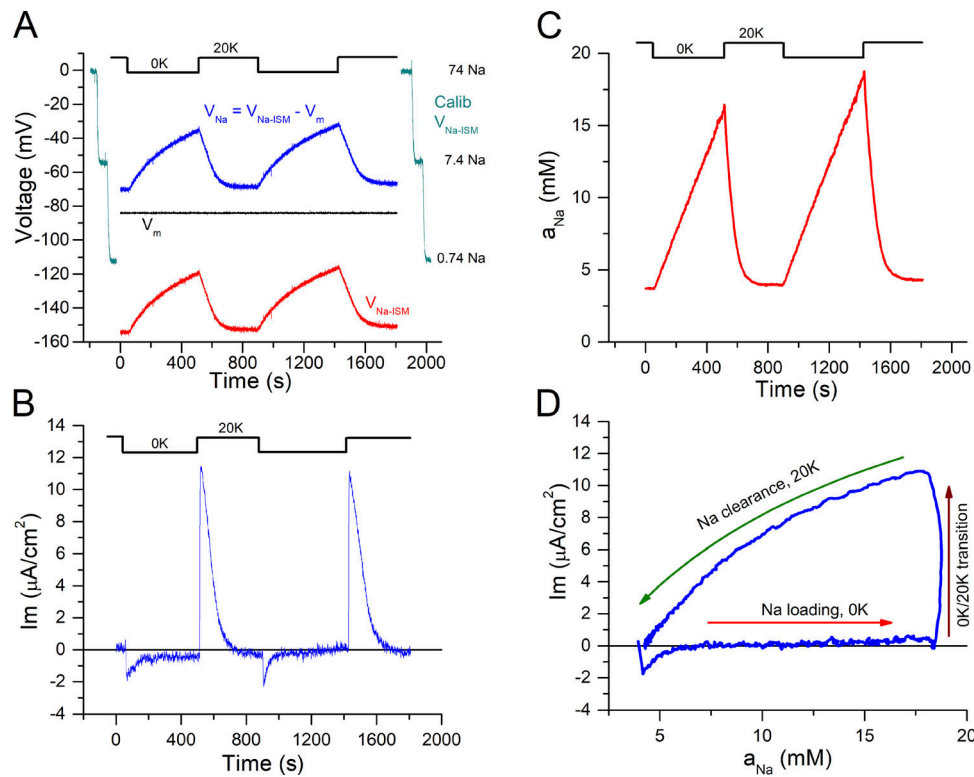 A
0K
20K
0
-20
-40
-60
-80
-100
-120
-140
-160
Voltage (mV)
V_Na = V_Na-ISM - V_m
V_m
V_Na-ISM
74 Na
Calib
V_Na-ISM
7.4 Na
0.74 Na
0 400 800 1200 1600 2000
Time (s)
C
0K
20K
20
15
10
5
0
a_Na (mM)
0 400 800 1200 1600 2000
Time (s)
B
0K
20K
14
12
10
8
6
4
2
0
-2
-4
Im (µA/cm²)
0 400 800 1200 1600 2000
Time (s)
D
14
12
10
8
6
4
2
0
-2
-4
Im (µA/cm²)
Na clearance, 20K
Na loading, 0K
0K/20K transition
5 10 15 20
a_Na (mM)